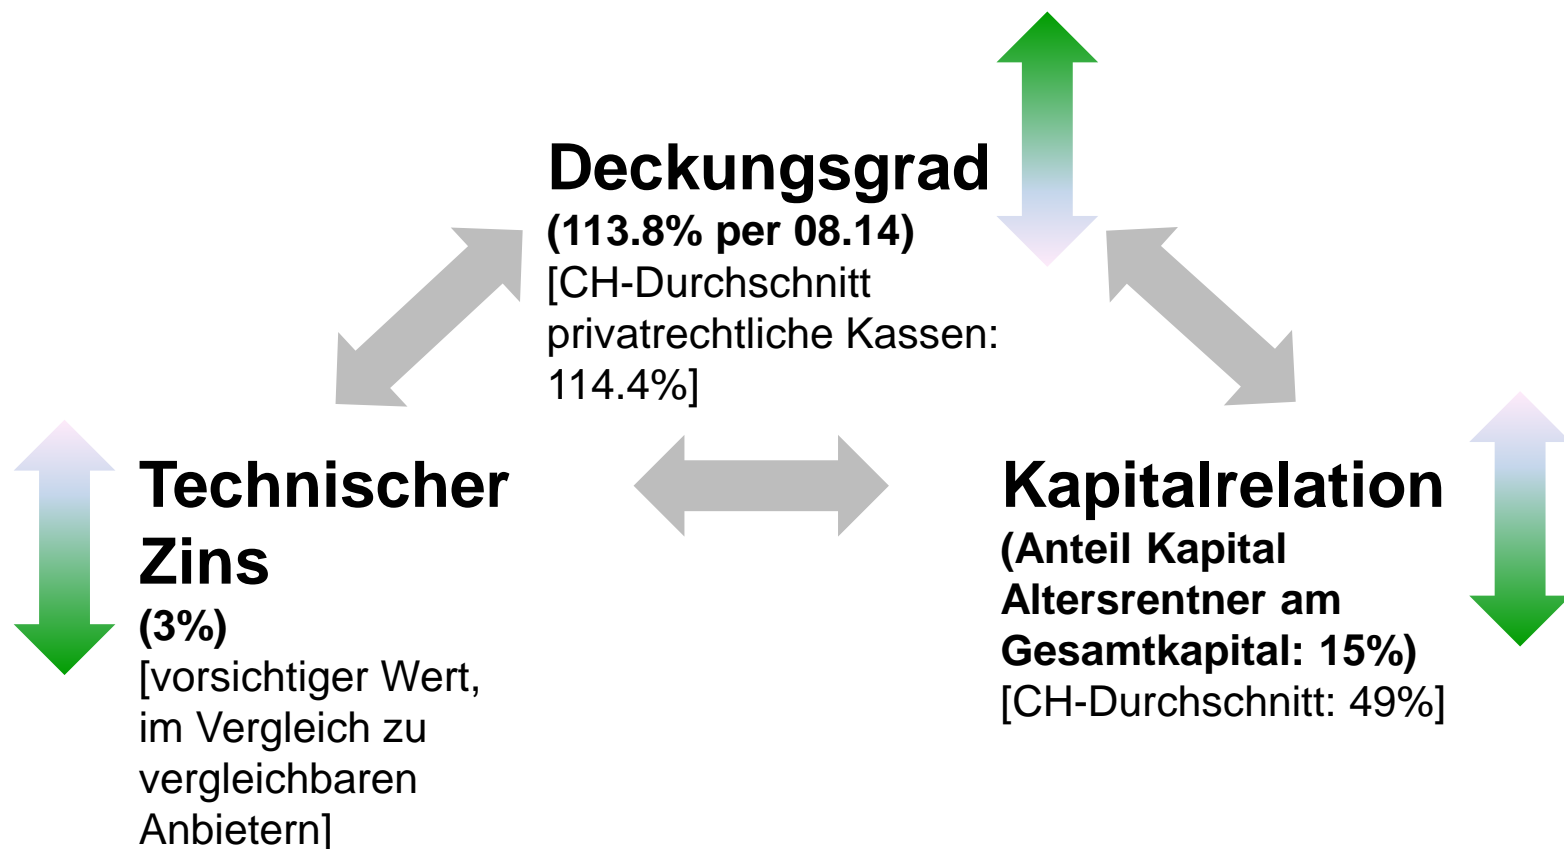 Deckungsgrad
(113.8% per 08.14)
[CH-Durchschnitt
privatrechtliche Kassen:
114.4%]
Technischer
Zins
(3%)
[vorsichtiger Wert,
im Vergleich zu
vergleichbaren
Anbietern]
Kapitalrelation
(Anteil Kapital
Altersrentner am
Gesamtkapital: 15%)
[CH-Durchschnitt: 49%]